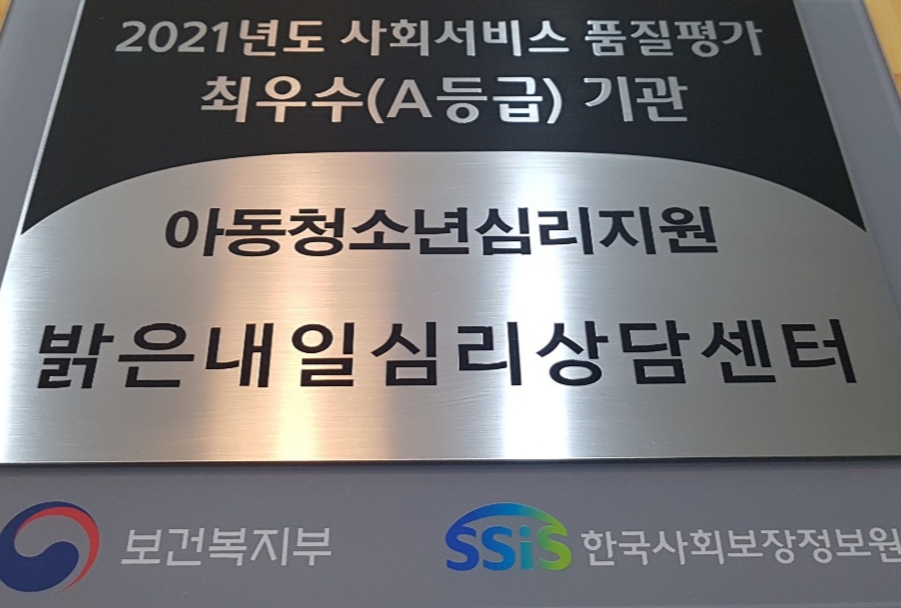 2021년도 사회서비스 품질평가
최우수(A등급) 기관
아동청소년심리지원
밝은내일심리상담센터
보건복지부
SSiS 한국사회보장정보원